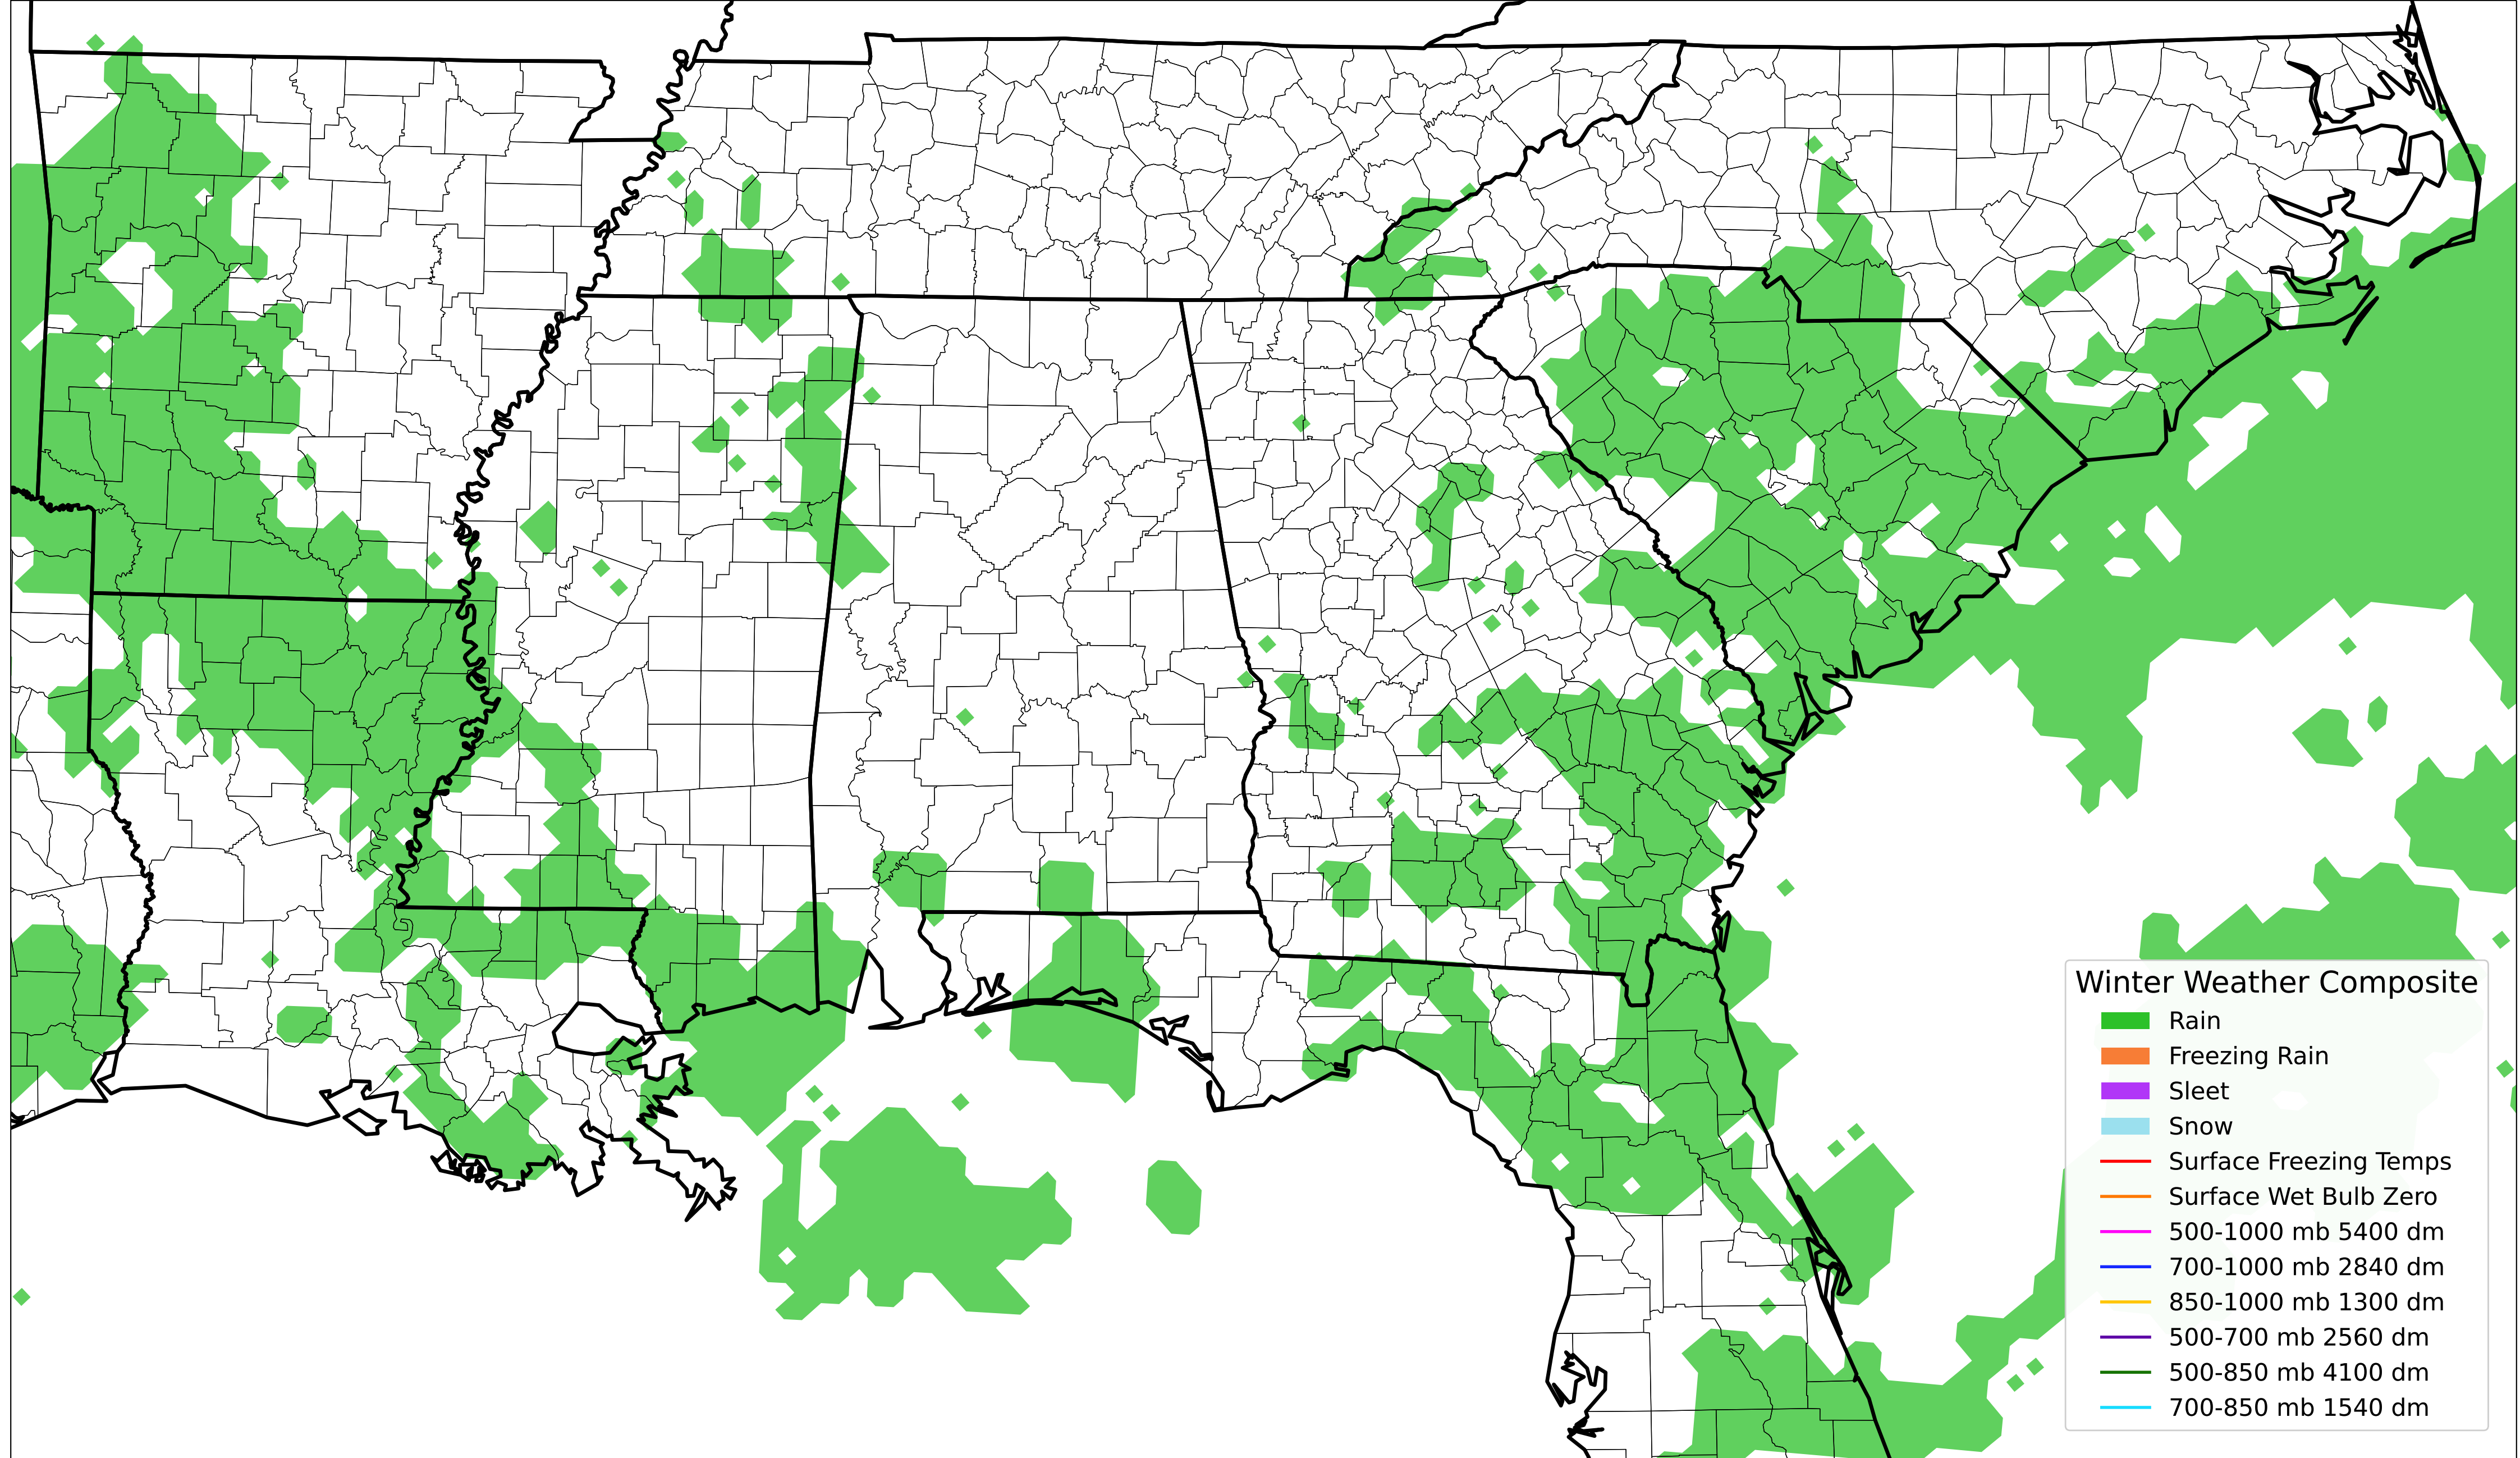 Winter Weather Composite
Rain
Freezing Rain
Sleet
Snow
Surface Freezing Temps
Surface Wet Bulb Zero
500-1000 mb 5400 dm
700-1000 mb 2840 dm
850-1000 mb 1300 dm
500-700 mb 2560 dm
500-850 mb 4100 dm
700-850 mb 1540 dm